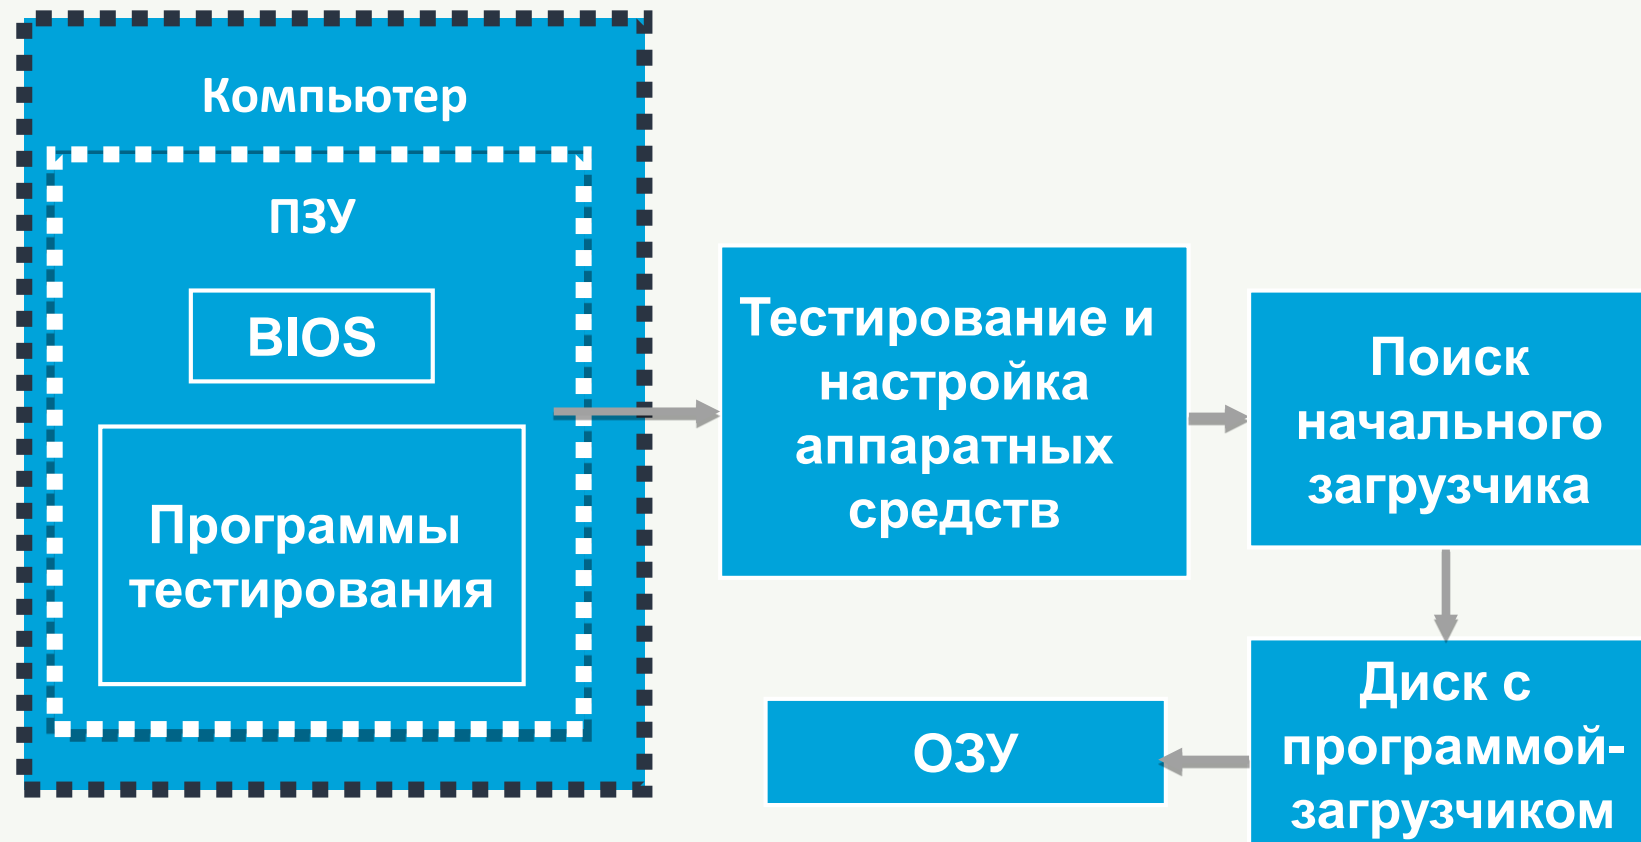 Компьютер
ПЗУ
BIOS
Программы
тестирования
Тестирование и
настройка
аппаратных
средств
Поиск
начального
загрузчика
Диск с
программой-
загрузчиком
ОЗУ